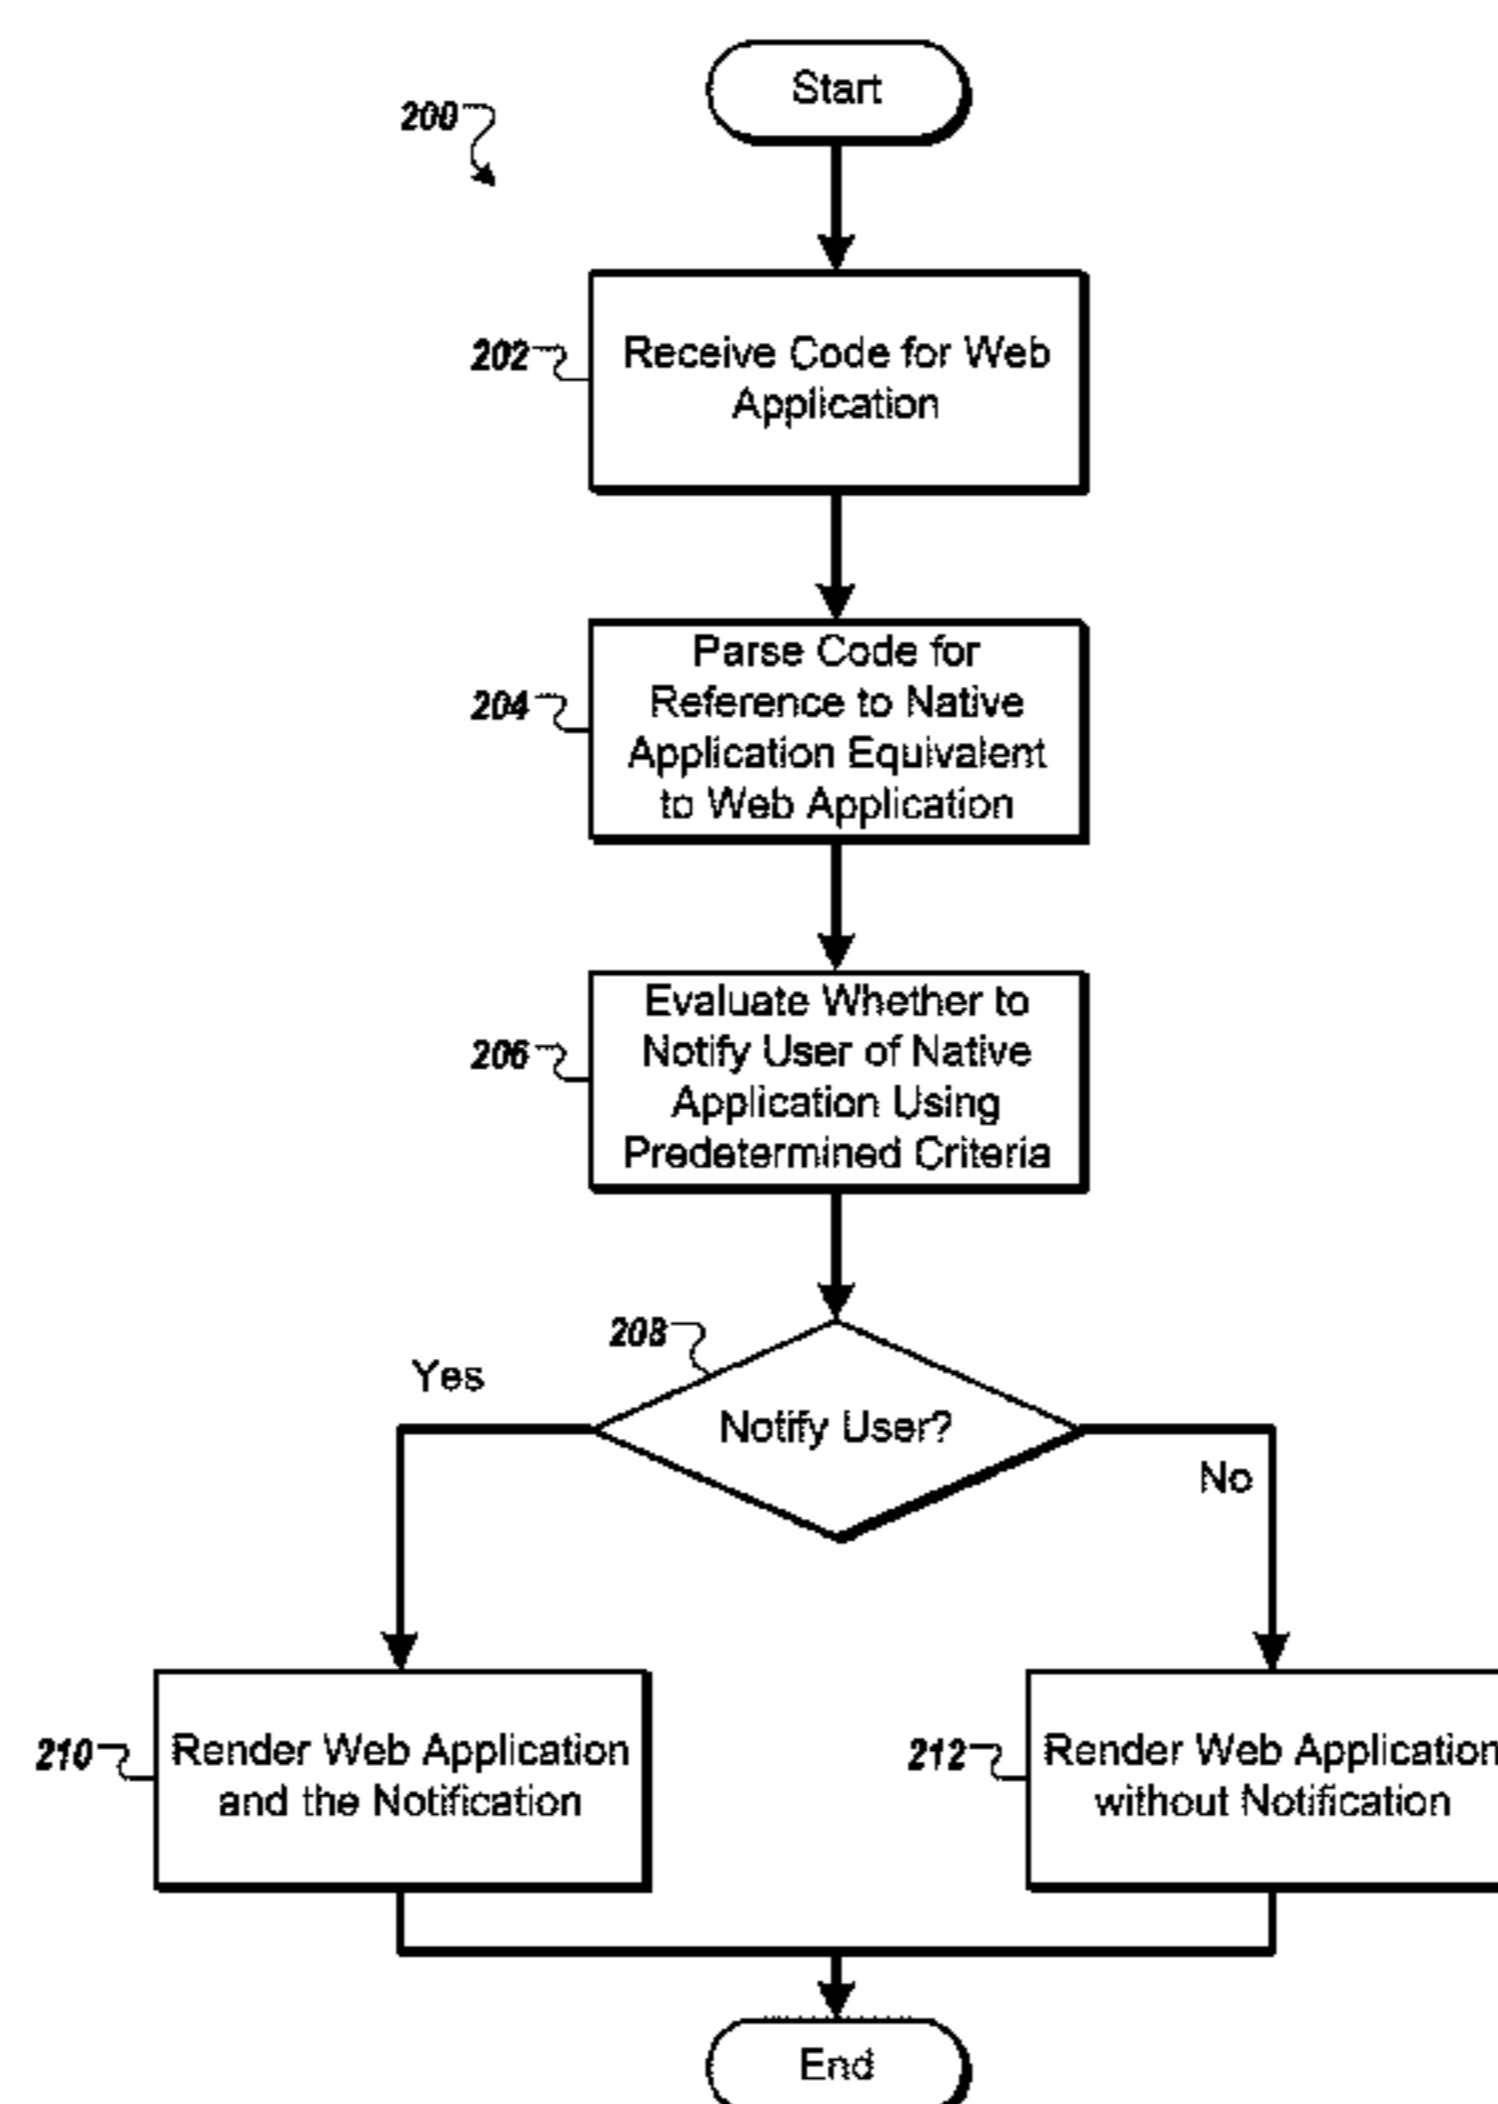 Start
200
202
Receive Code for Web
Application
204
Parse Code for
Reference to Native
Application Equivalent
to Web Application
206
Evaluate Whether to
Notify User of Native
Application Using
Predetermined Criteria
208
Yes
Notify User?
No
210
Render Web Application
and the Notification
212
Render Web Application
without Notification
End